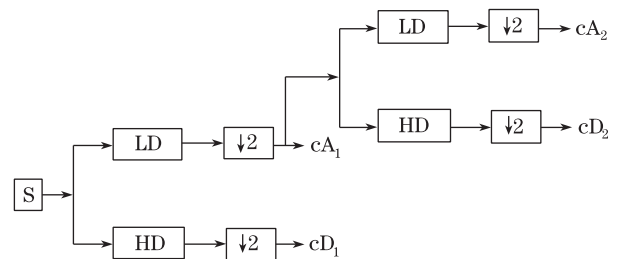 LD ↓2 cA₂
HD ↓2 cD₂
LD ↓2 cA₁
S
HD ↓2 cD₁